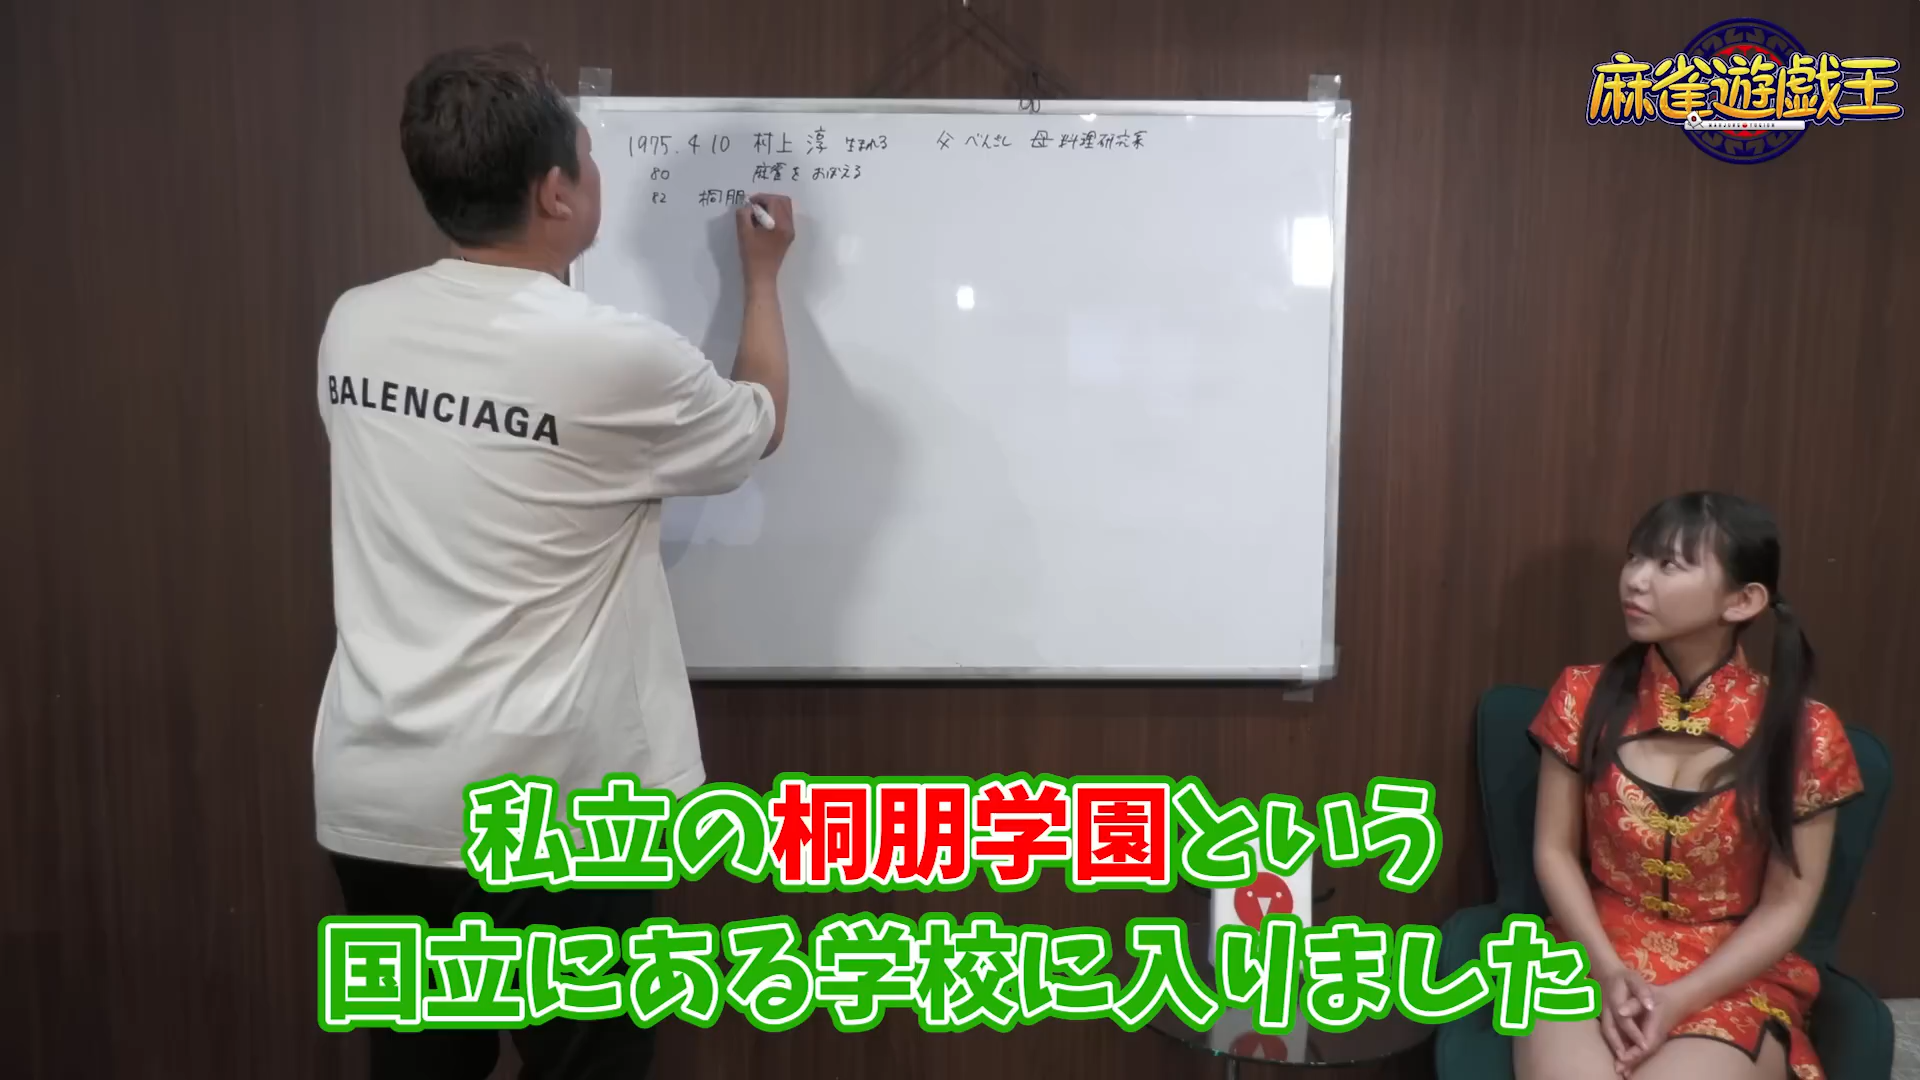 麻雀遊戯王
1975.4 10 村上 淳 生まれる 父 べんごし 母 料理研究家
80 麻雀を おぼえる
82 桐朋
BALENCIAGA
私立の桐朋学園という
国立にある学校に入りました